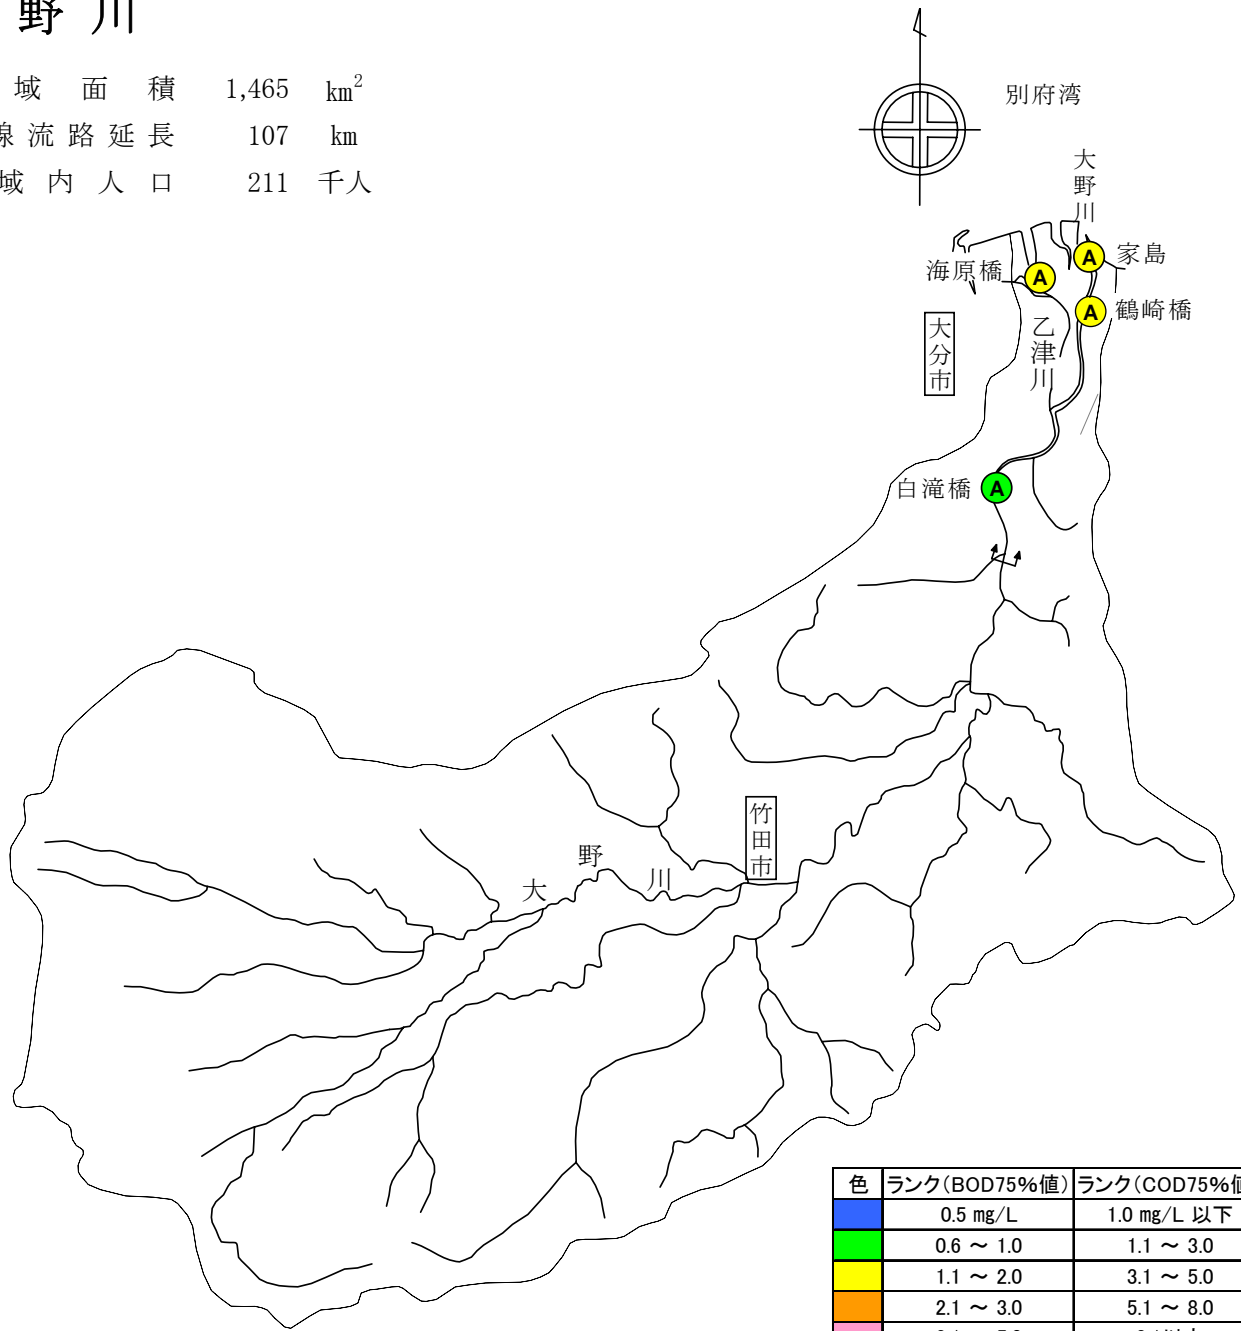 野川
域面積 1,465 km²
線流路延長 107 km
域内人口 211 千人
別府湾
大野川
家島
海原橋
A
A
A
鶴崎橋
大分市
乙津川
白滝橋
A
竹田市
大野川
色 ランク(BOD75%値) ランク(COD75%値
0.5 mg/L 1.0 mg/L 以下
0.6 ～ 1.0 1.1 ～ 3.0
1.1 ～ 2.0 3.1 ～ 5.0
2.1 ～ 3.0 5.1 ～ 8.0